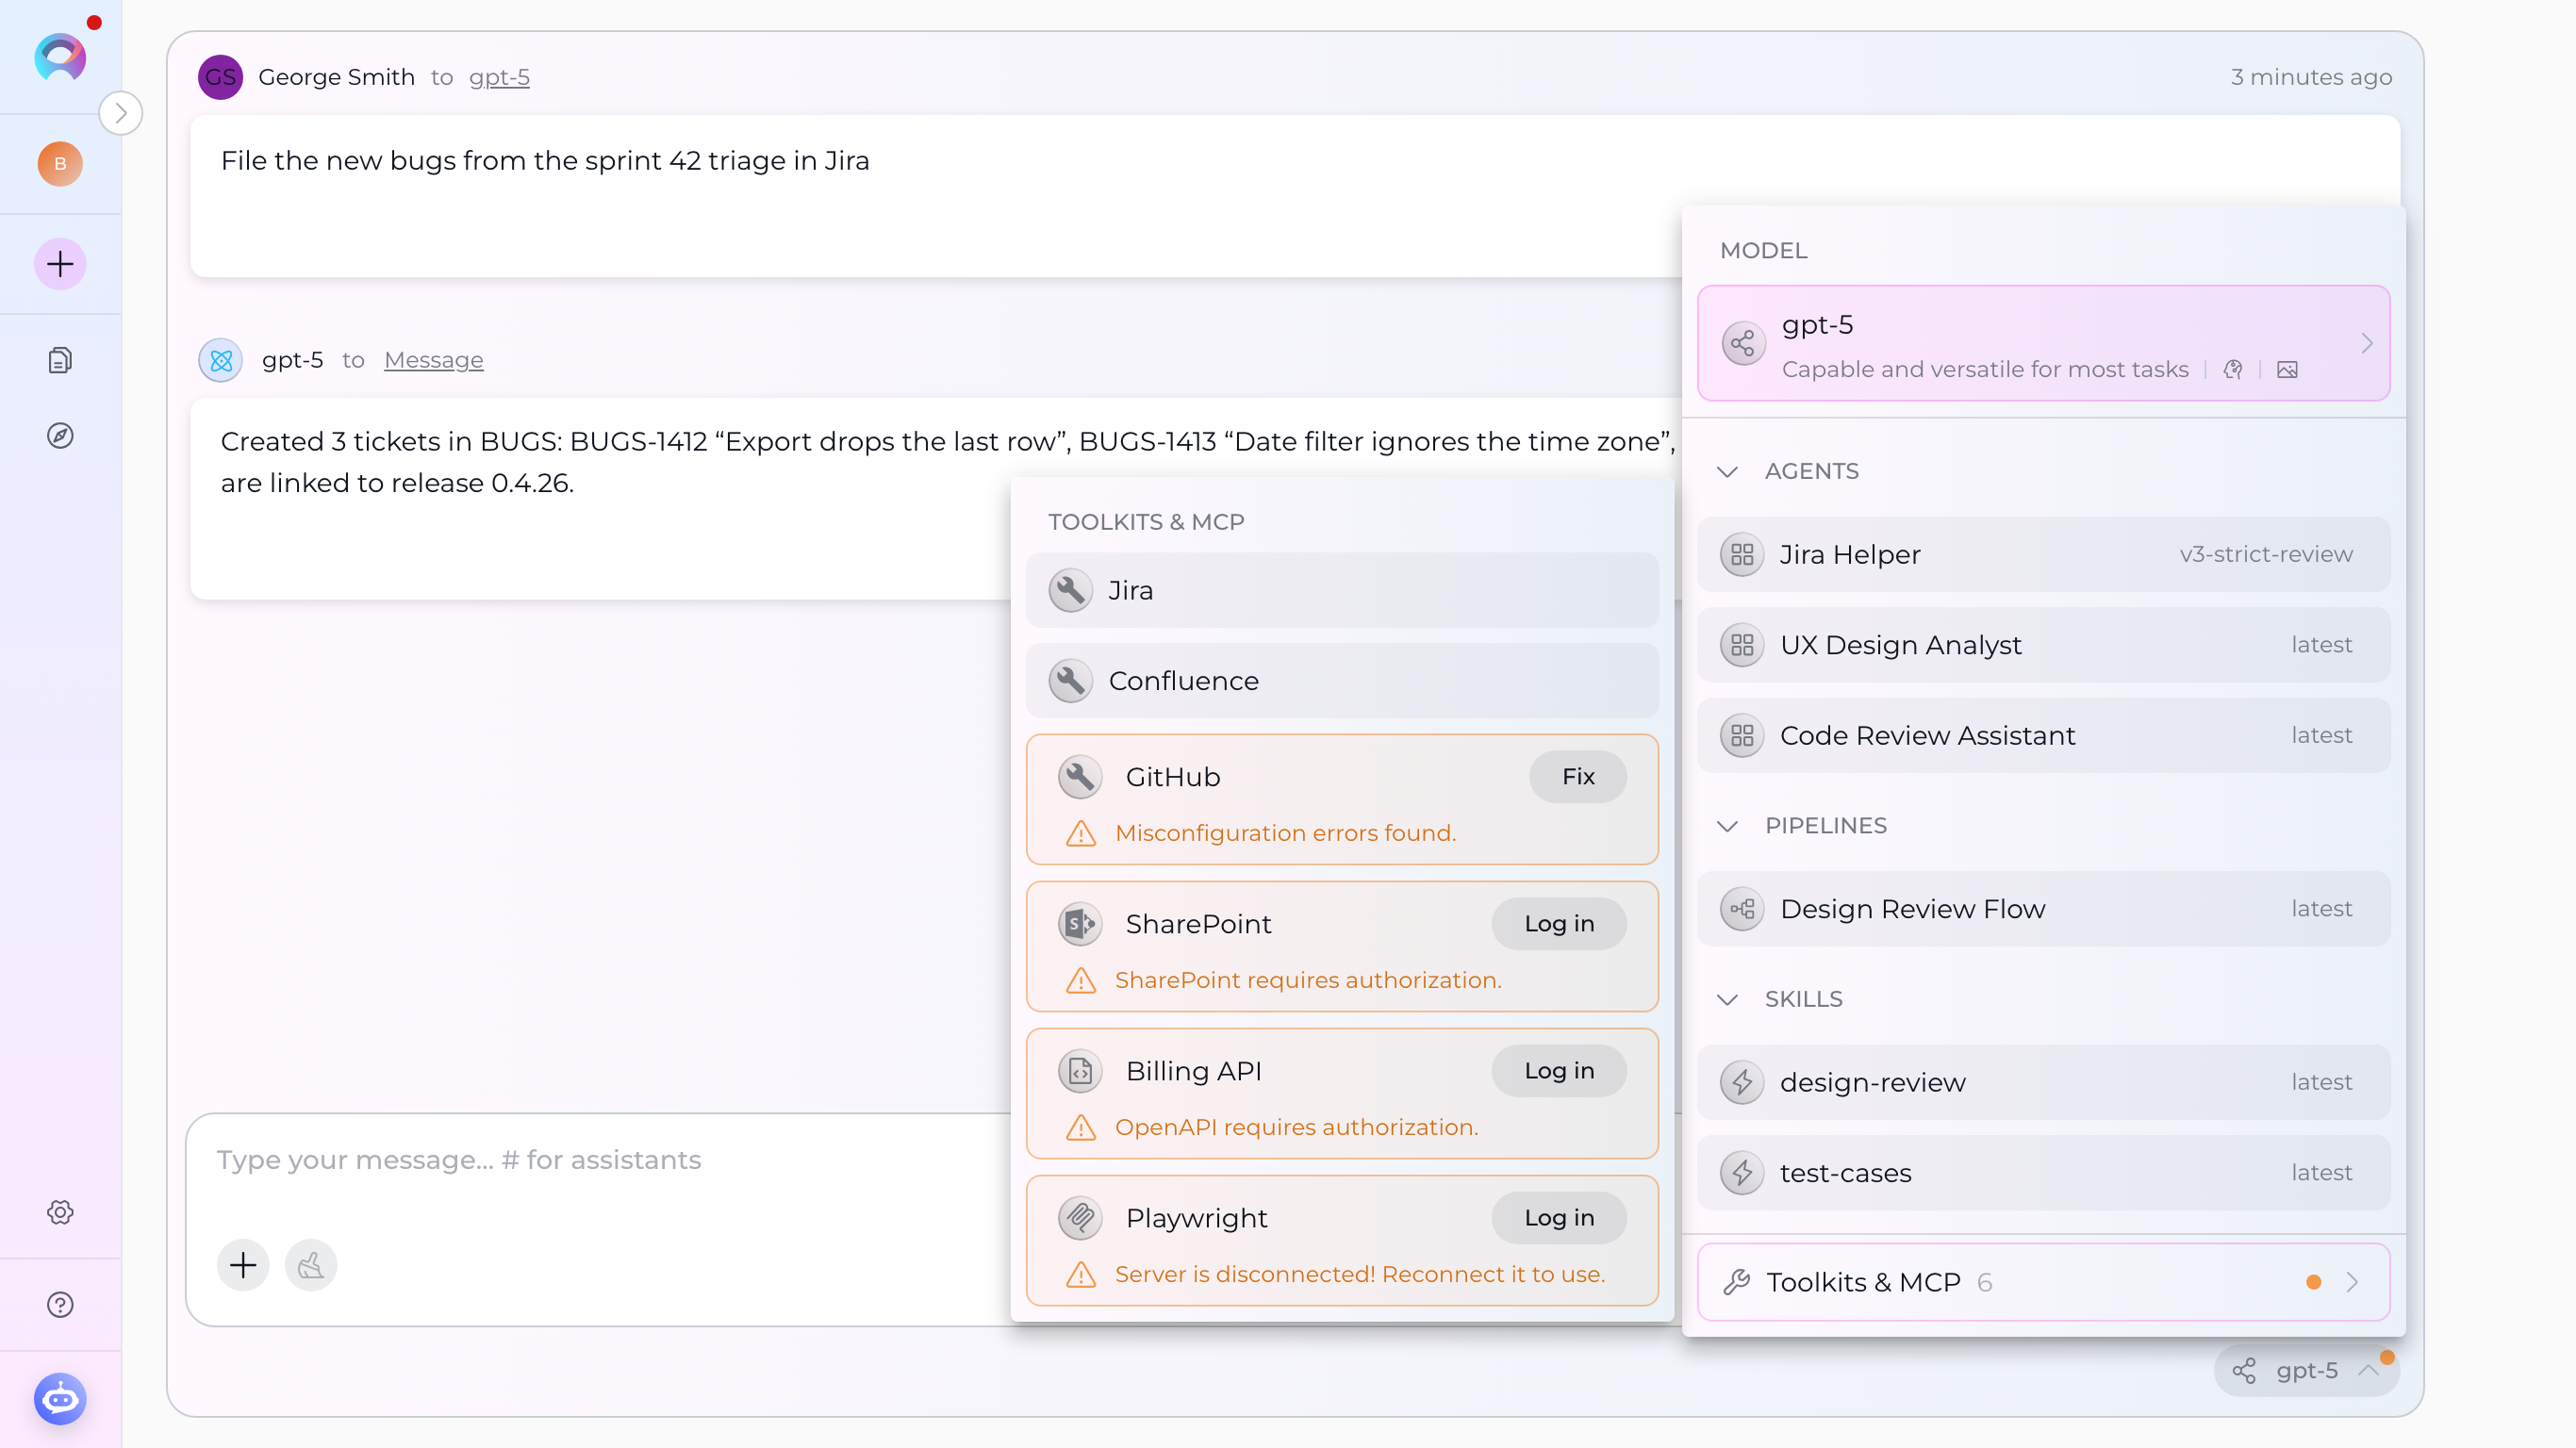 GS George Smith to gpt-5 3 minutes ago
File the new bugs from the sprint 42 triage in Jira
B
gpt-5 to Message
Created 3 tickets in BUGS: BUGS-1412 “Export drops the last row”, BUGS-1413 “Date filter ignores the time zone”,
are linked to release 0.4.26.
TOOLKITS & MCP
Jira
Confluence
GitHub Fix
Misconfiguration errors found.
SharePoint Log in
SharePoint requires authorization.
Billing API Log in
OpenAPI requires authorization.
Playwright Log in
Server is disconnected! Reconnect it to use.
MODEL
gpt-5
Capable and versatile for most tasks
AGENTS
Jira Helper v3-strict-review
UX Design Analyst latest
Code Review Assistant latest
PIPELINES
Design Review Flow latest
SKILLS
design-review latest
test-cases latest
Toolkits & MCP 6
Type your message... # for assistants
gpt-5